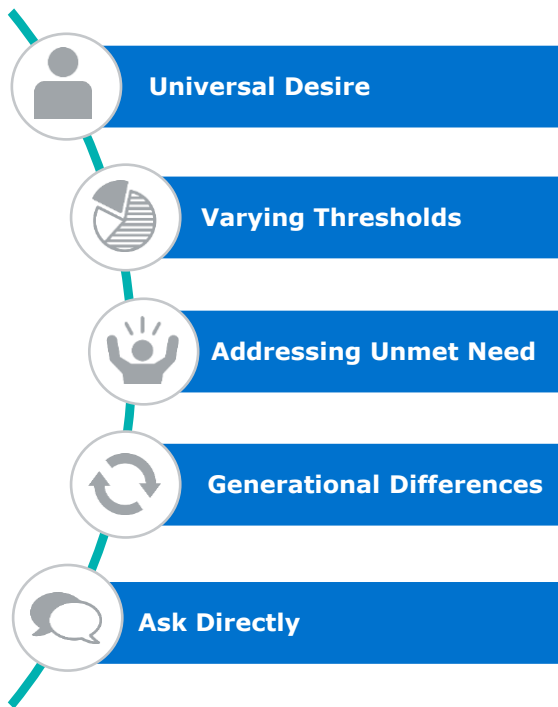 Universal Desire
Varying Thresholds
Addressing Unmet Need
Generational Differences
Ask Directly